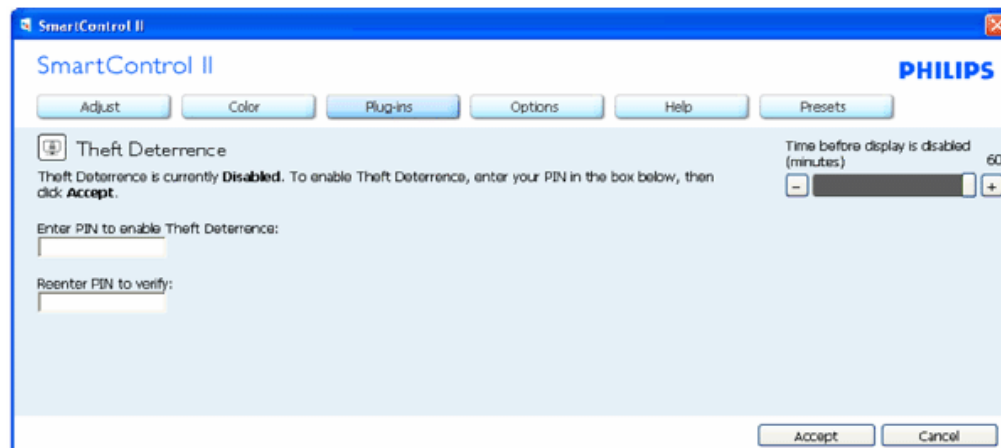 SmartControl II
SmartControl II
PHILIPS
Adjust Color Plug-ins Options Help Presets
Theft Deterrence
Theft Deterrence is currently Disabled. To enable Theft Deterrence, enter your PIN in the box below, then
click Accept.
Time before display is disabled
(minutes) 60
- +
Enter PIN to enable Theft Deterrence:
Reenter PIN to verify:
Accept Cancel